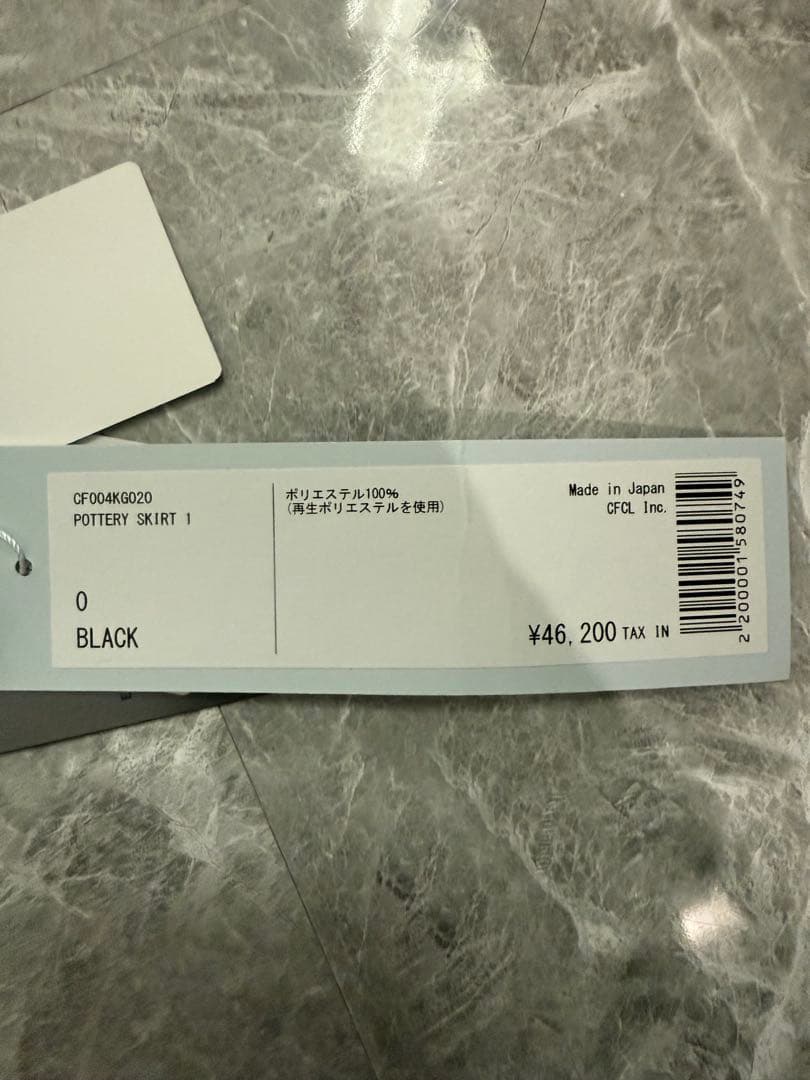 CF004KG020
POTTERY SKIRT 1
0
BLACK
ポリエステル100%
(再生ポリエステルを使用)
Made in Japan
CFCL Inc.
¥46,200 TAX IN
2200001580749